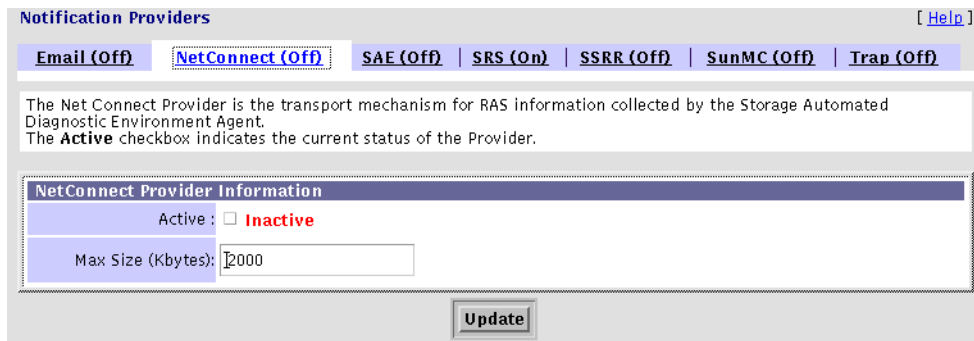 Notification Providers [ Help ]
Email (Off) NetConnect (Off) SAE (Off) | SRS (On) | SSRR (Off) | SunMC (Off) | Trap (Off)
The Net Connect Provider is the transport mechanism for RAS information collected by the Storage Automated
Diagnostic Environment Agent.
The Active checkbox indicates the current status of the Provider.
NetConnect Provider Information
Active : Inactive
Max Size (Kbytes): 2000
Update